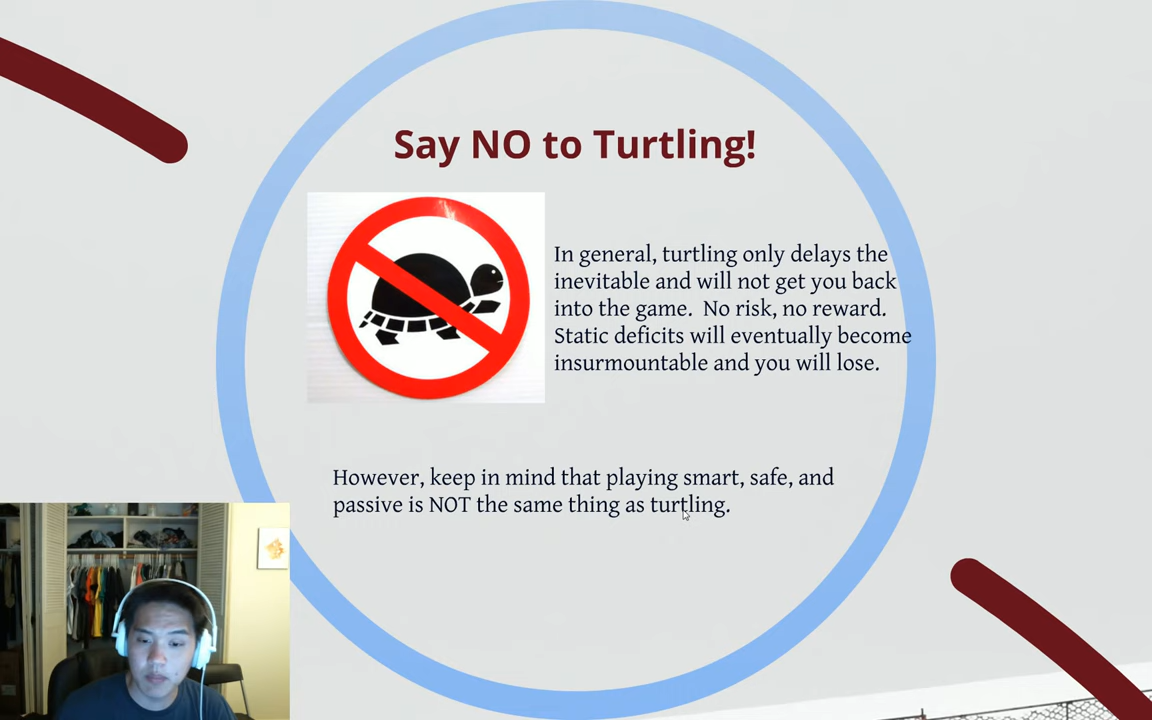 Say NO to Turtling!
In general, turtling only delays the
inevitable and will not get you back
into the game.  No risk, no reward.
Static deficits will eventually become
insurmountable and you will lose.
However, keep in mind that playing smart, safe, and
passive is NOT the same thing as turtling.